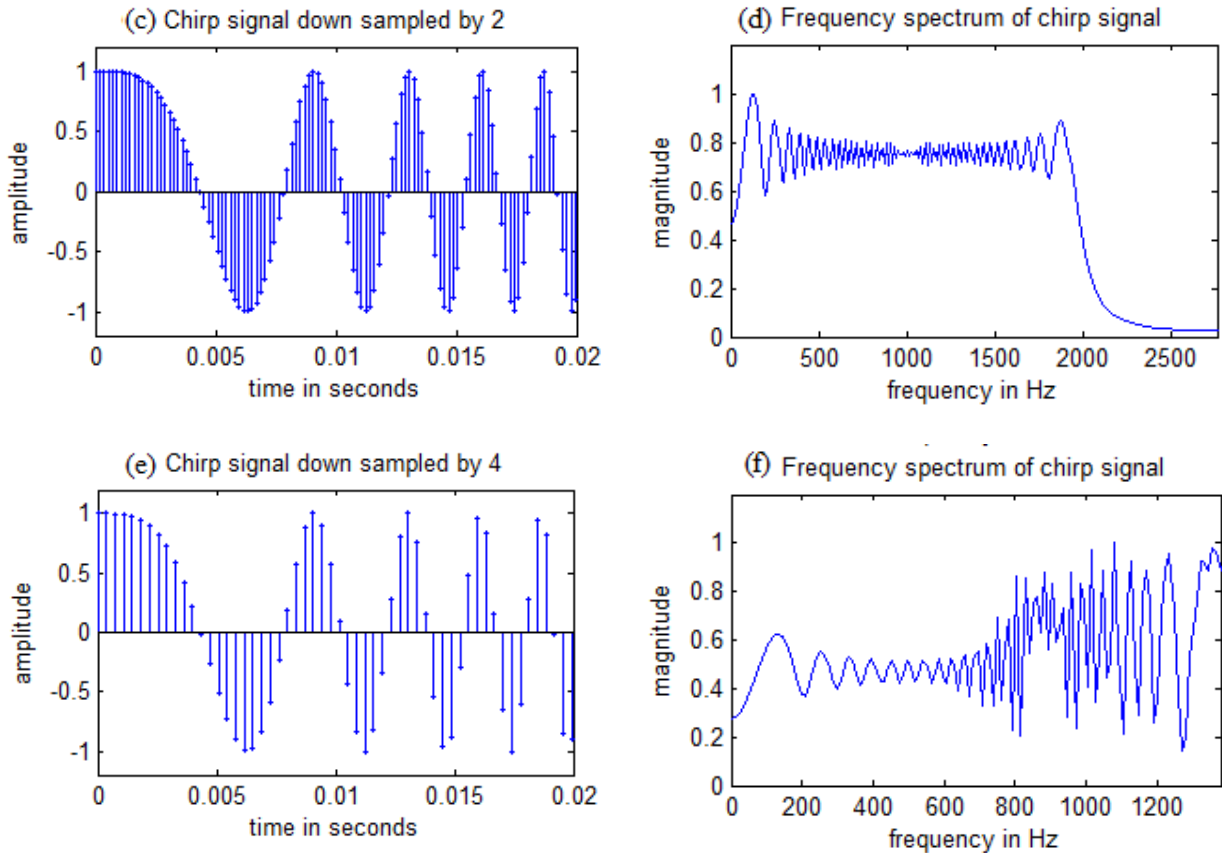 (c) Chirp signal down sampled by 2
1
0.5
0
-0.5
-1
amplitude
0 0.005 0.01 0.015 0.02
time in seconds
(d) Frequency spectrum of chirp signal
1
0.8
0.6
0.4
0.2
0
magnitude
0 500 1000 1500 2000 2500
frequency in Hz
(e) Chirp signal down sampled by 4
1
0.5
0
-0.5
-1
amplitude
0 0.005 0.01 0.015 0.02
time in seconds
(f) Frequency spectrum of chirp signal
1
0.8
0.6
0.4
0.2
0
magnitude
0 200 400 600 800 1000 1200
frequency in Hz